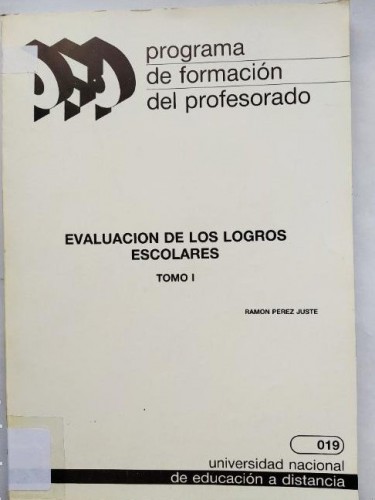 programa
de formación
del profesorado
EVALUACION DE LOS LOGROS
ESCOLARES
TOMO I
RAMON PEREZ JUSTE
019
universidad nacional
de educación a distancia